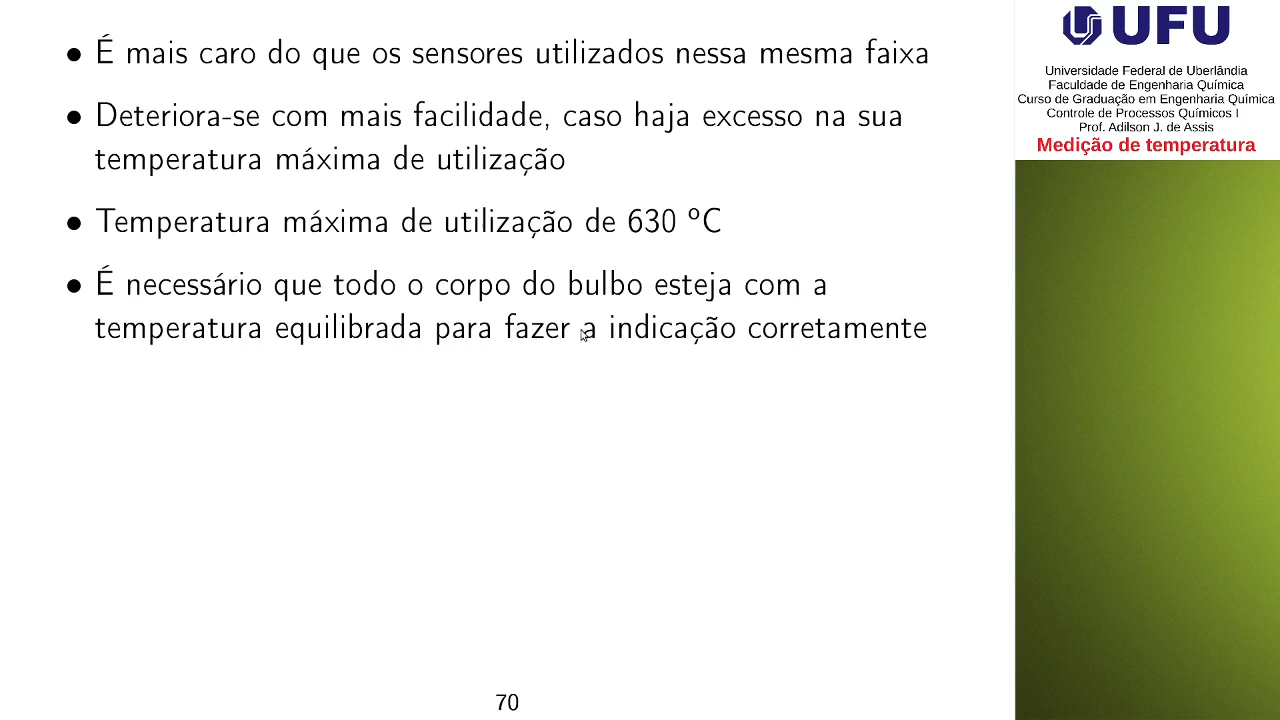 • É mais caro do que os sensores utilizados nessa mesma faixa
• Deteriora-se com mais facilidade, caso haja excesso na sua
temperatura máxima de utilização
• Temperatura máxima de utilização de 630 ºC
• É necessário que todo o corpo do bulbo esteja com a
temperatura equilibrada para fazer a indicação corretamente
70
UFU
Universidade Federal de Uberlândia
Faculdade de Engenharia Química
Curso de Graduação em Engenharia Química
Controle de Processos Químicos I
Prof. Adilson J. de Assis
Medição de temperatura